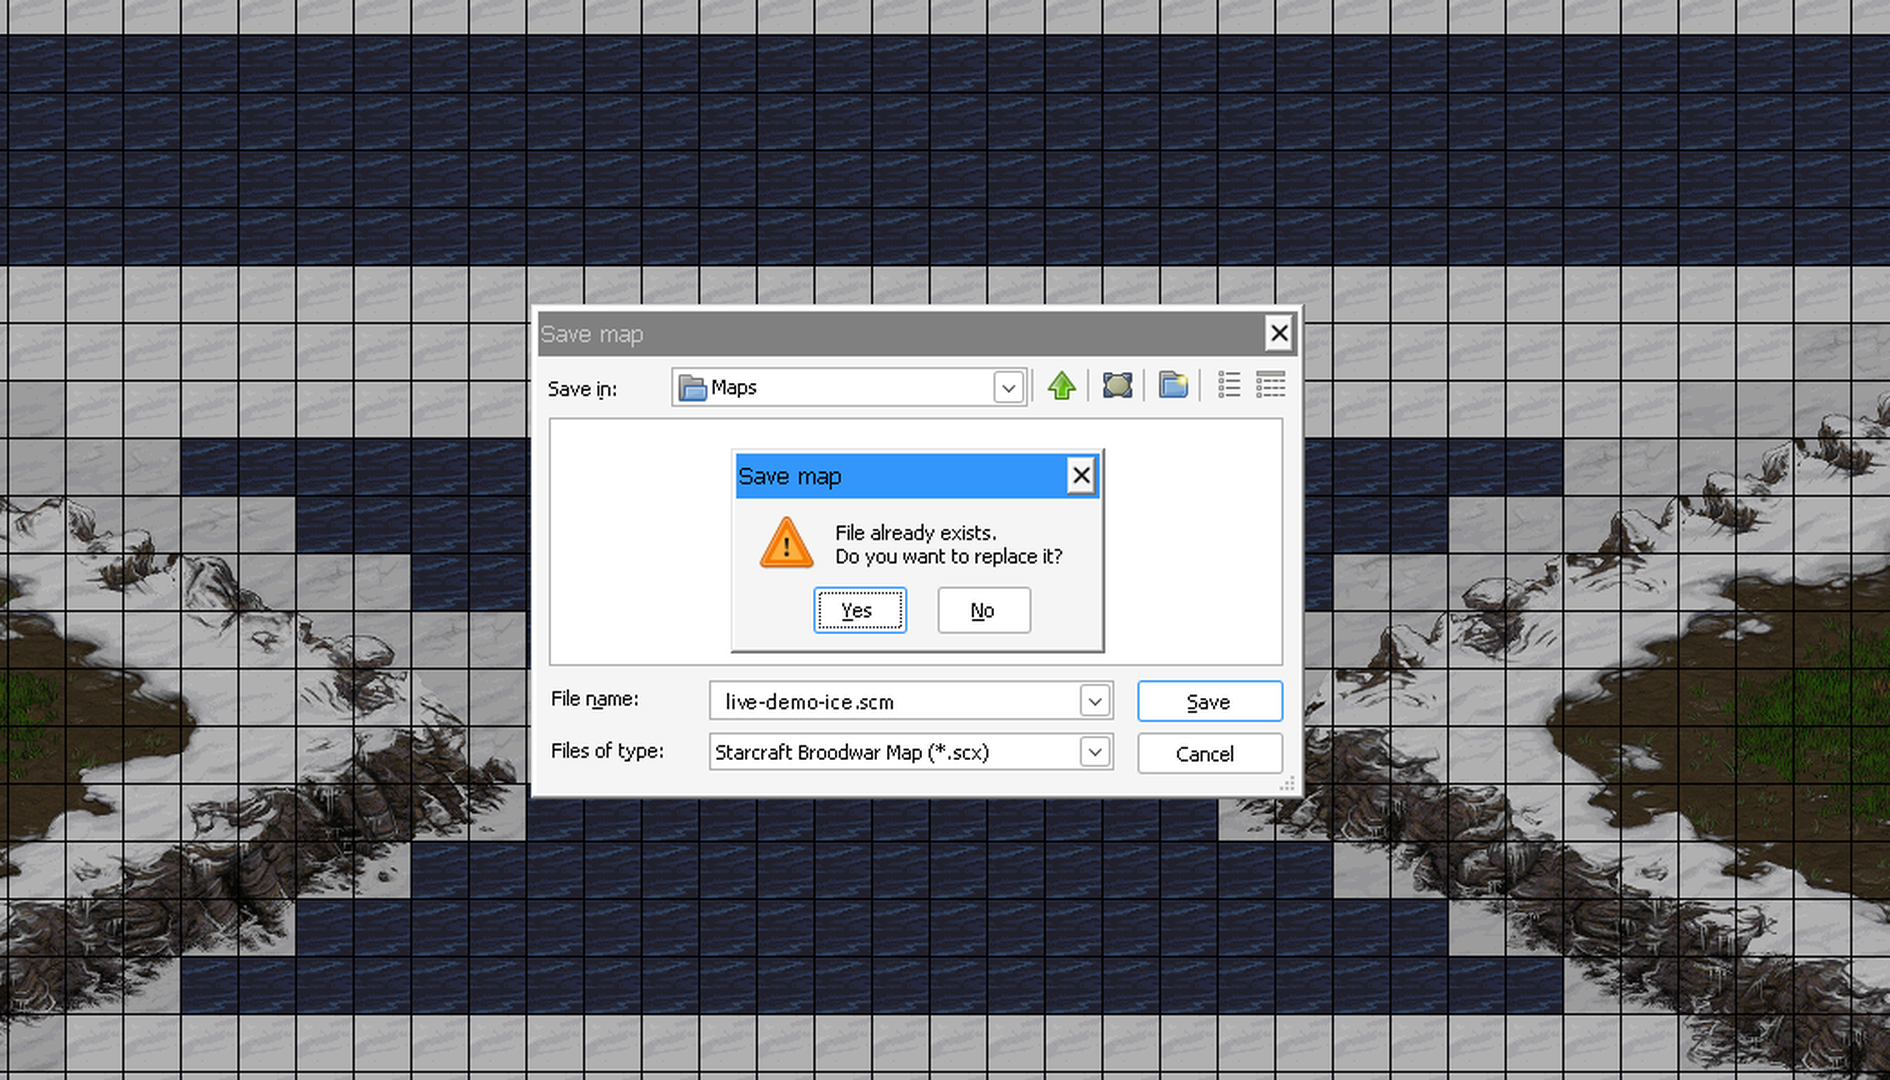 Save map
Save in:
Maps
Save map
File already exists.
Do you want to replace it?
Yes
No
File name:
live-demo-ice.scm
Save
Files of type:
Starcraft Broodwar Map (*.scx)
Cancel